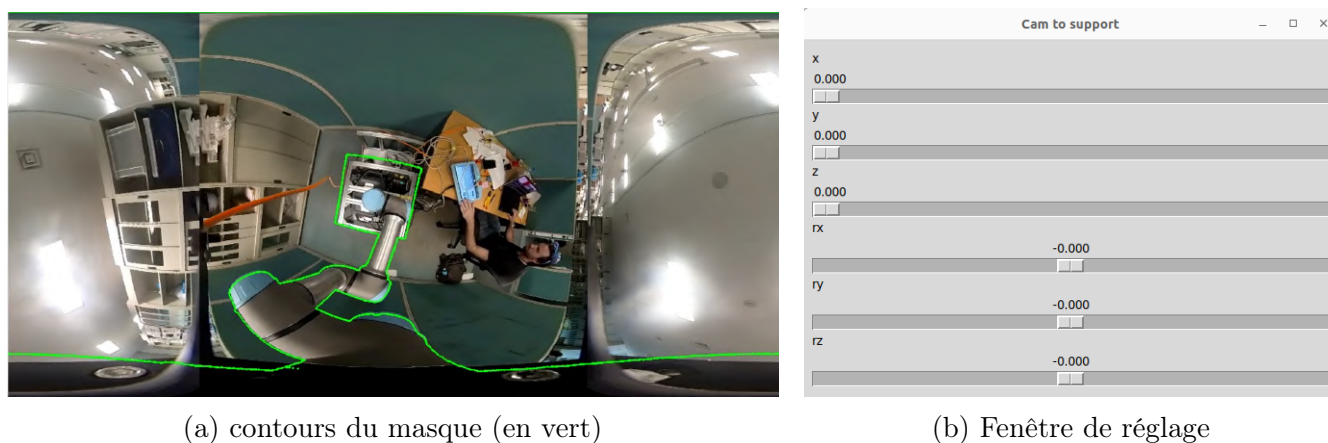 Cam to support
x
0.000
y
0.000
z
0.000
rx
-0.000
ry
-0.000
rz
-0.000
(a) contours du masque (en vert)
(b) Fenêtre de réglage